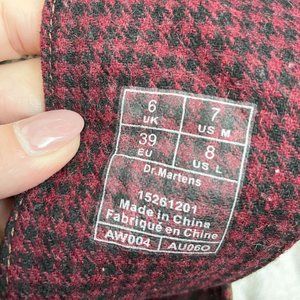 6 7
UK US M
39 8
EU US L
Dr.Martens
15261201
Made in China
Fabriqué en Chine
AW004 AU06O